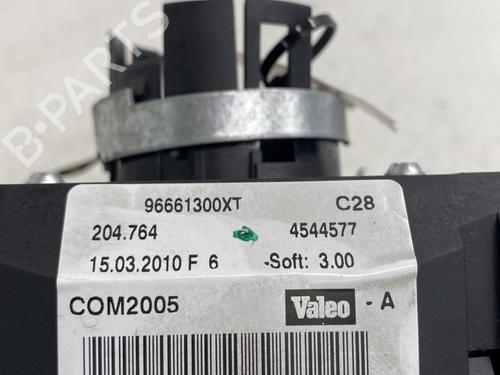 B-PARTS
96661300XT C28
204.764 4544577
15.03.2010 F 6 -Soft: 3.00
COM2005 Valeo - A